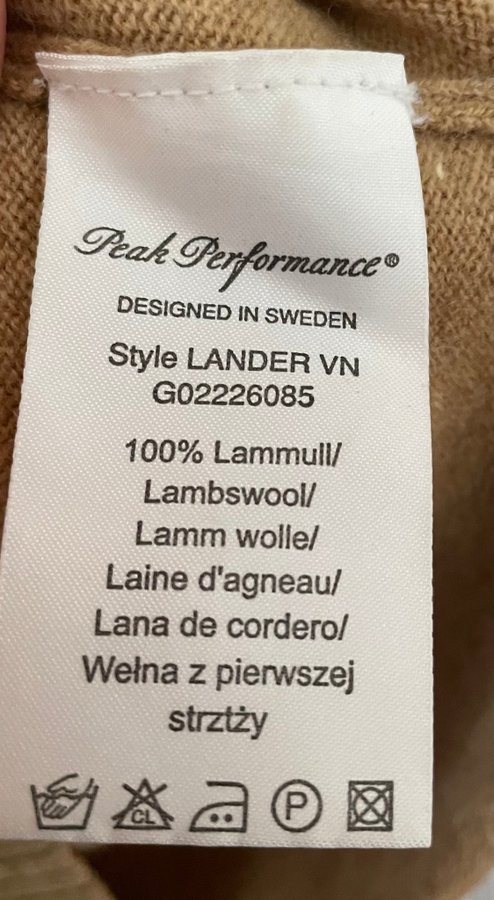 Peak Performance®
DESIGNED IN SWEDEN
Style LANDER VN
G02226085
100% Lammull/
Lambswool/
Lamm wolle/
Laine d'agneau/
Lana de cordero/
Wełna z pierwszej
strztży
CL P